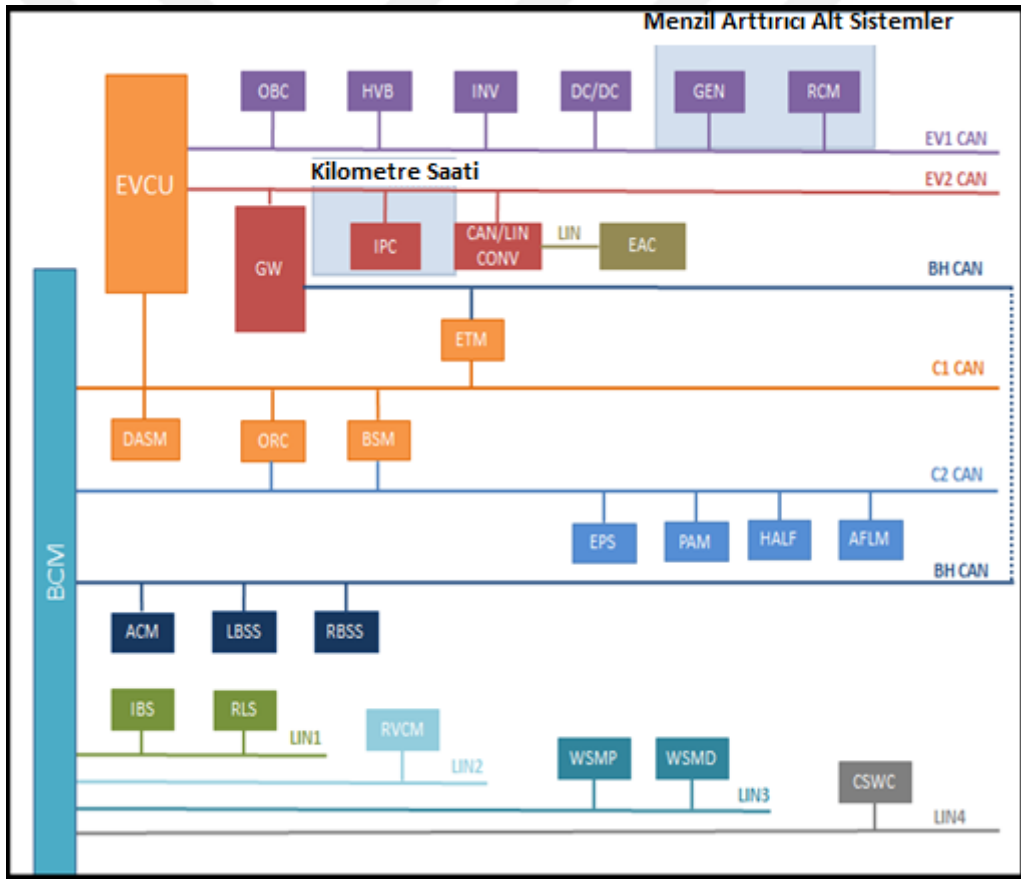 Menzil Arttırıcı Alt Sistemler
OBC
HVB
INV
DC/DC
GEN
RCM
EV1 CAN
EVCU
Kilometre Saati
EV2 CAN
GW
IPC
CAN/LIN
CONV
LIN
EAC
BH CAN
ETM
C1 CAN
DASM
ORC
BSM
C2 CAN
EPS
PAM
HALF
AFLM
BCM
BH CAN
ACM
LBSS
RBSS
IBS
RLS
LIN1
RVCM
LIN2
WSMP
WSMD
LIN3
CSWC
LIN4